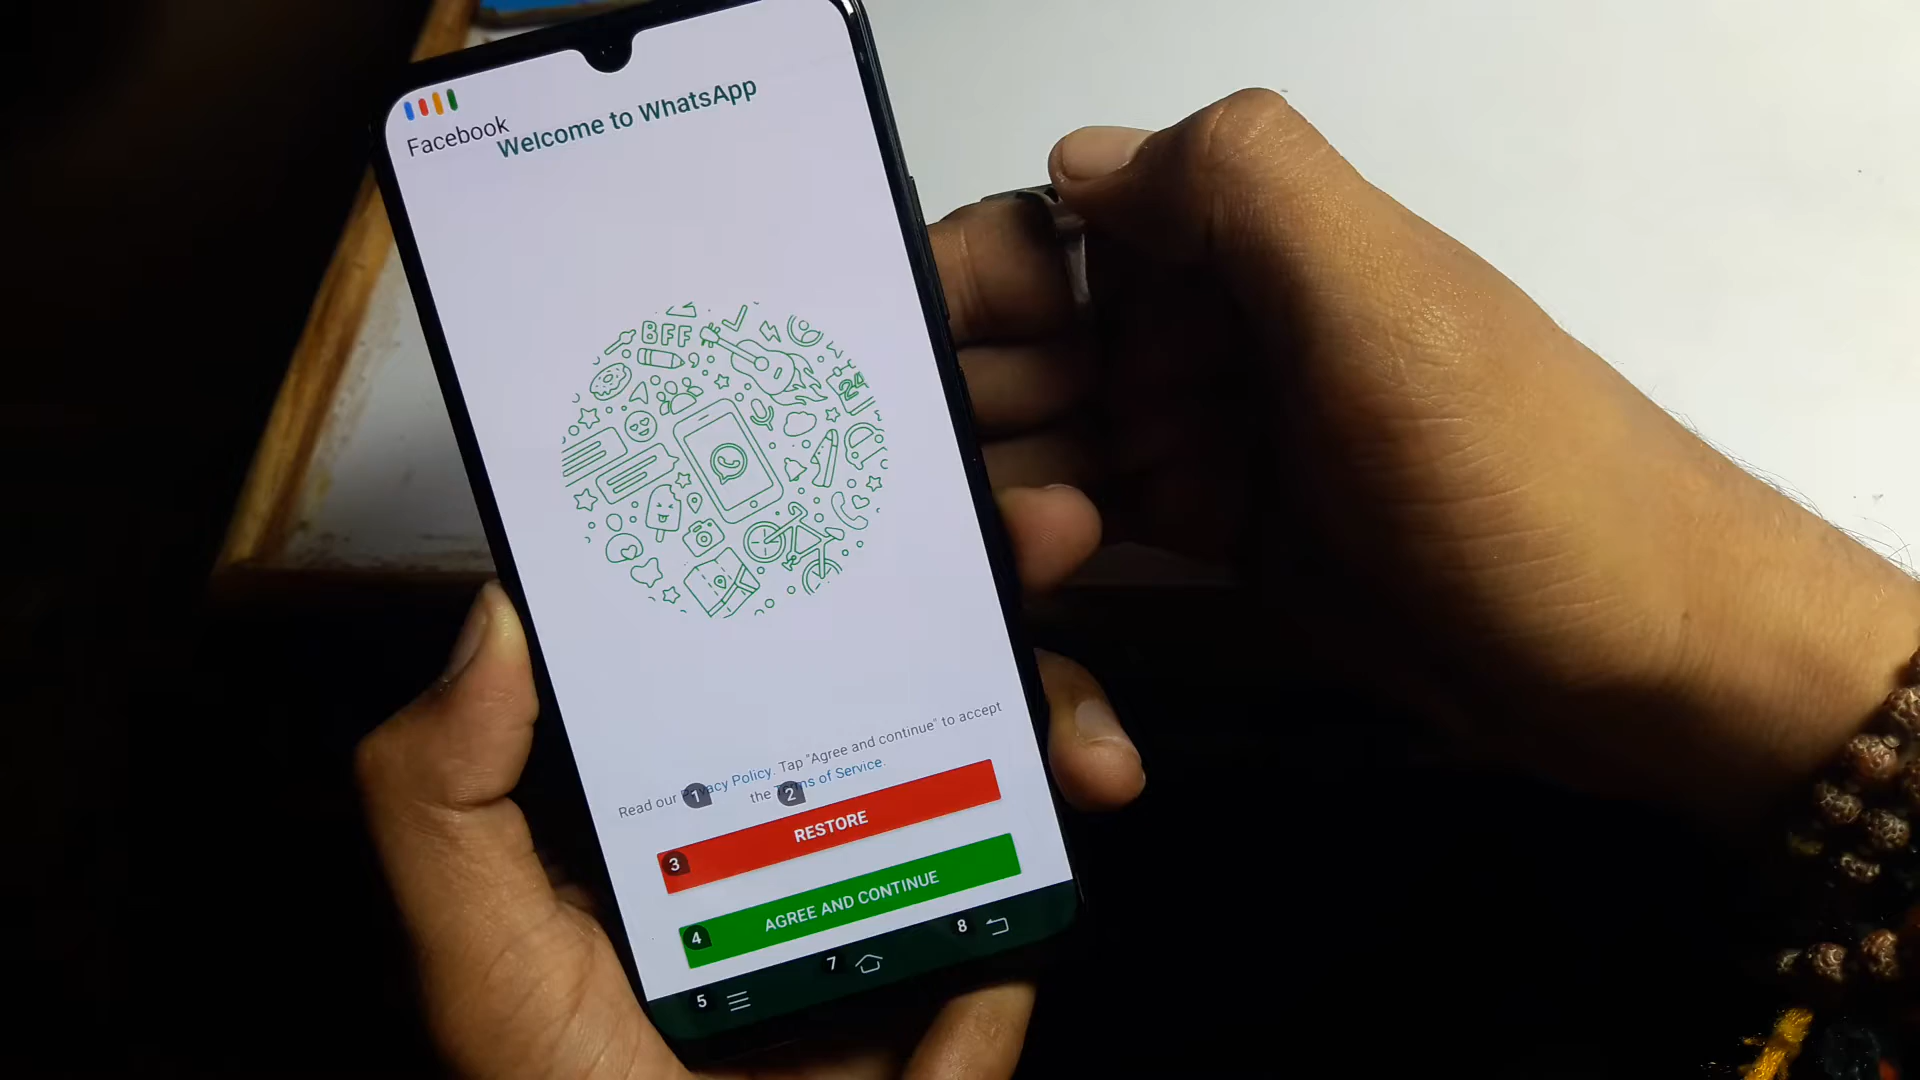 Facebook
Welcome to WhatsApp
BFF
24
Read our Privacy Policy. Tap "Agree and continue" to accept
the Terms of Service.
1
2
RESTORE
3
AGREE AND CONTINUE
4
5
7
8